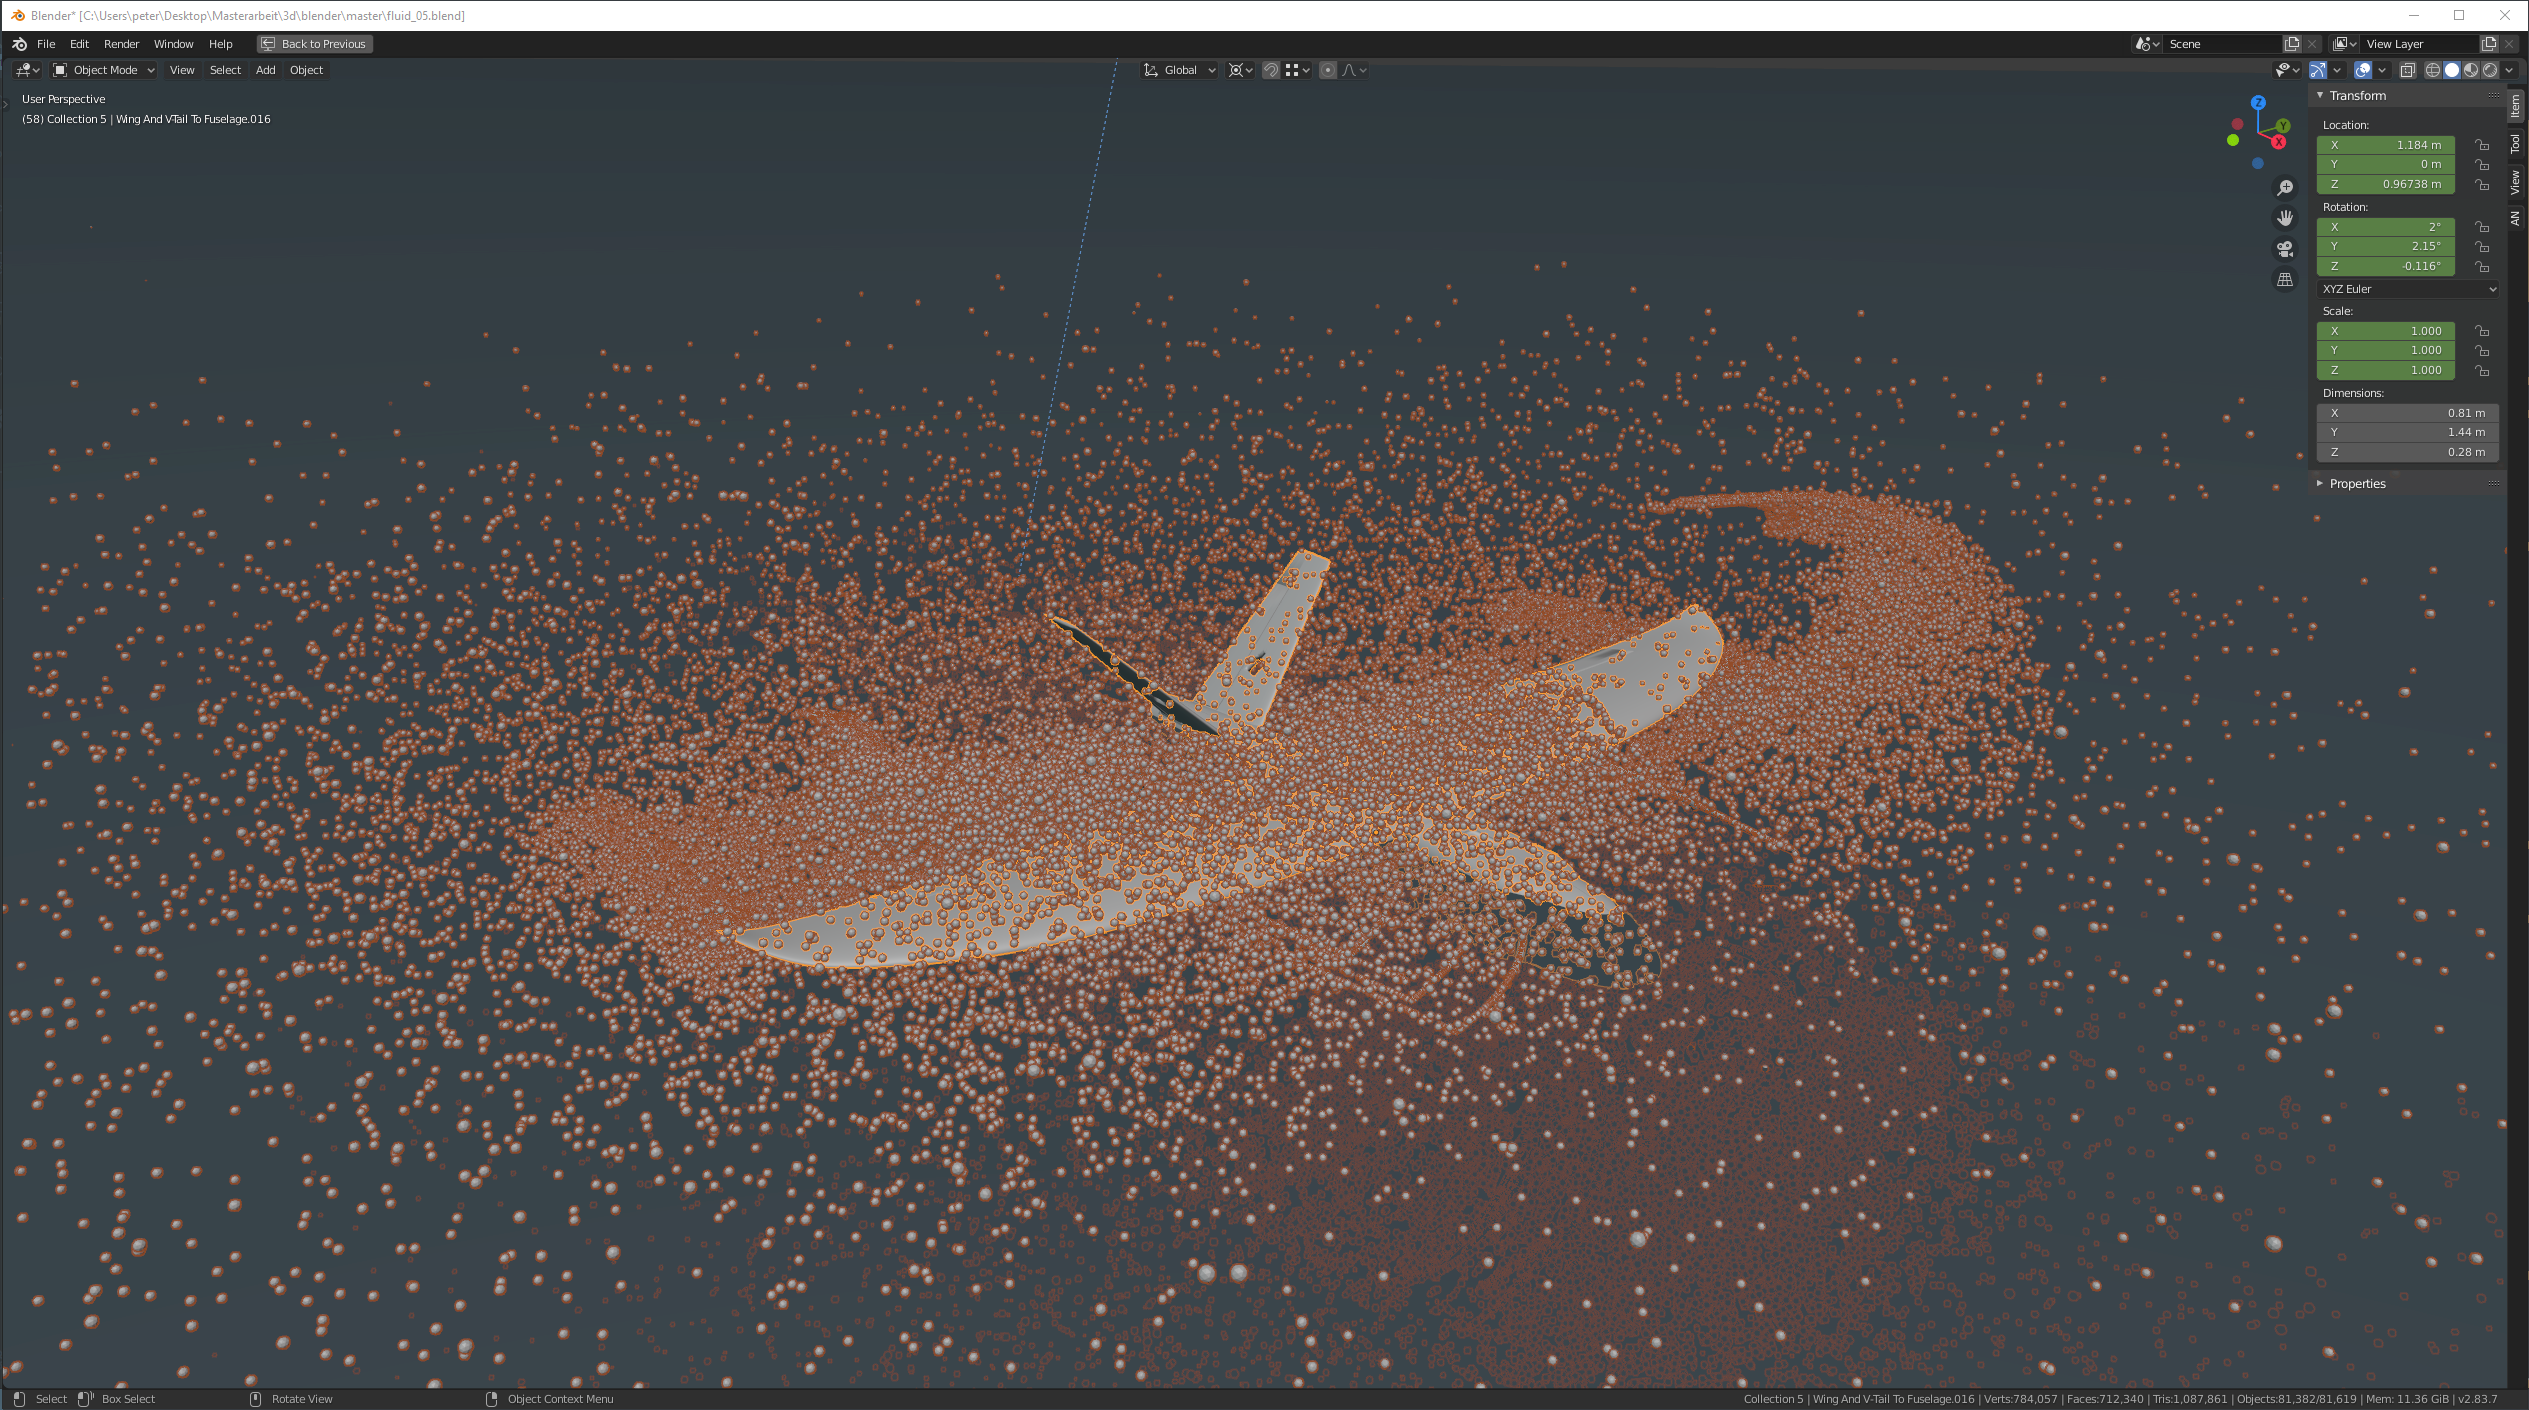 Blender* [C:\Users\peter\Desktop\Masterarbeit\3d\blender\master\fluid_05.blend]
File Edit Render Window Help Back to Previous Scene View Layer
Object Mode View Select Add Object Global
User Perspective
(58) Collection 5 | Wing And V-Tail To Fuselage.016
Z
Y
X
Transform
Location:
X 1.184 m
Y 0 m
Z 0.96738 m
Rotation:
X 2°
Y 2.15°
Z -0.116°
XYZ Euler
Scale:
X 1.000
Y 1.000
Z 1.000
Dimensions:
X 0.81 m
Y 1.44 m
Z 0.28 m
Properties
Item
Tool
View
AN
Select Box Select Rotate View Object Context Menu
Collection 5 | Wing And V-Tail To Fuselage.016 | Verts:784,057 | Faces:712,340 | Tris:1,087,861 | Objects:81,382/81,619 | Mem: 11.36 GiB | v2.83.7